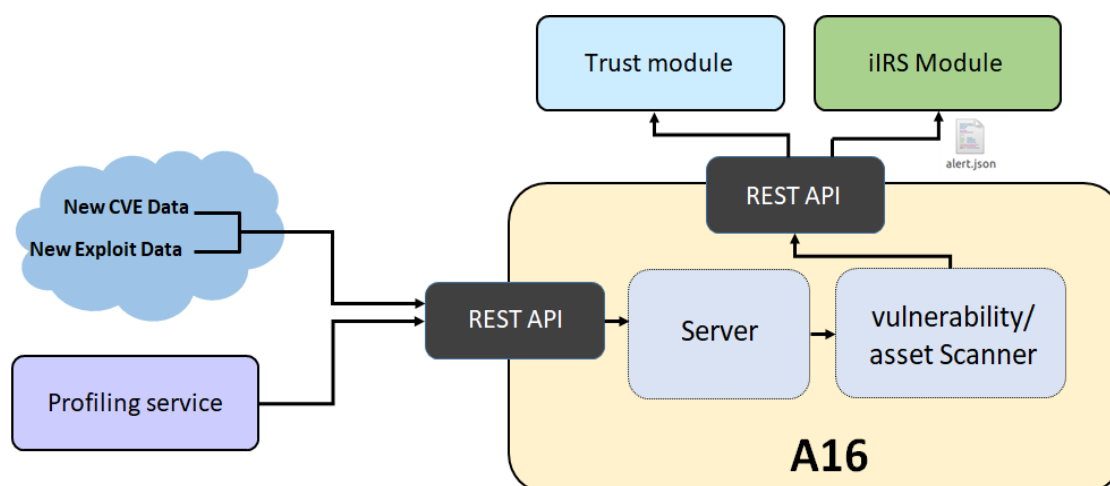 Trust module
iIRS Module
alert.json
REST API
New CVE Data
New Exploit Data
REST API
Server
vulnerability/
asset Scanner
Profiling service
A16